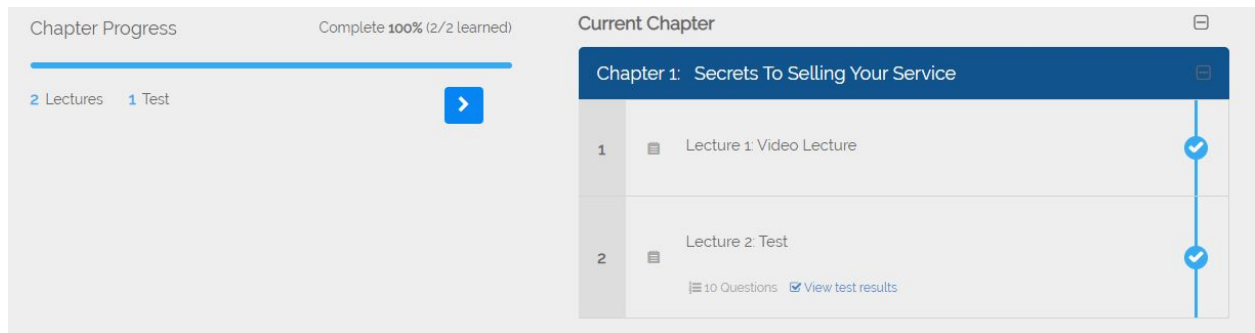 Chapter Progress
Complete 100% (2/2 learned)
2 Lectures 1 Test
Current Chapter
Chapter 1: Secrets To Selling Your Service
1
Lecture 1: Video Lecture
2
Lecture 2: Test
10 Questions View test results